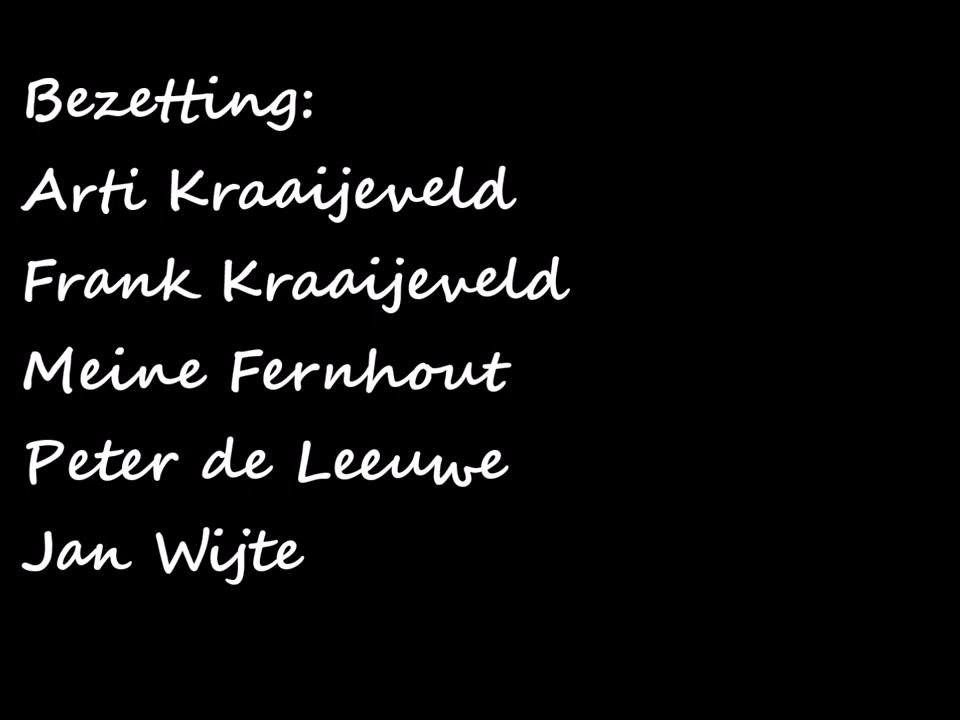 Bezetting:
Arti Kraaijeveld
Frank Kraaijeveld
Meine Fernhout
Peter de Leeuwe
Jan Wijte